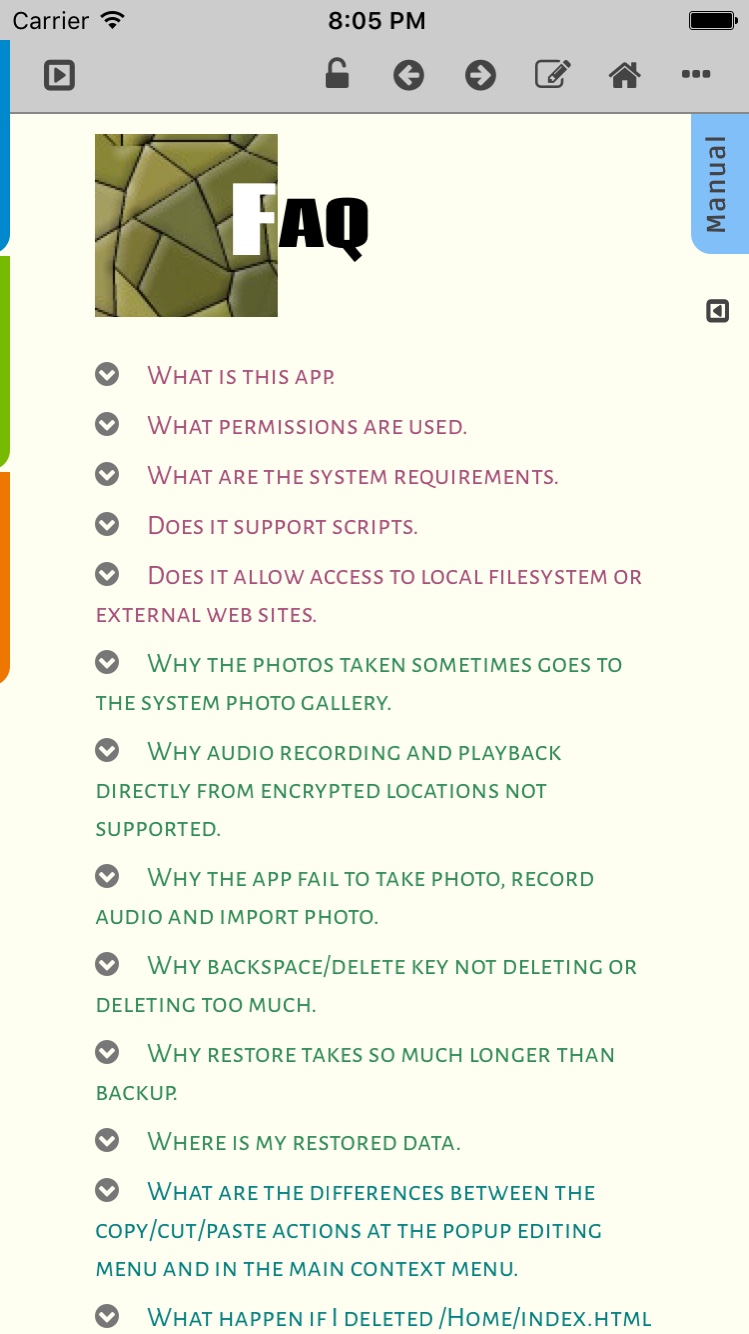 Carrier 8:05 PM
Manual
FAQ
What is this app.
What permissions are used.
What are the system requirements.
Does it support scripts.
Does it allow access to local filesystem or
external web sites.
Why the photos taken sometimes goes to
the system photo gallery.
Why audio recording and playback
directly from encrypted locations not
supported.
Why the app fail to take photo, record
audio and import photo.
Why backspace/delete key not deleting or
deleting too much.
Why restore takes so much longer than
backup.
Where is my restored data.
What are the differences between the
copy/cut/paste actions at the popup editing
menu and in the main context menu.
What happen if I deleted /Home/index.html